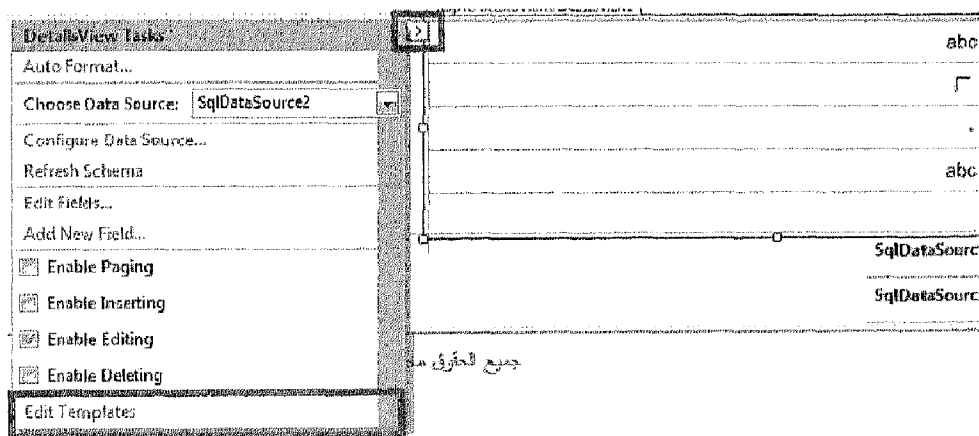 DetailsView Tasks
Auto Format...
Choose Data Source: SqlDataSource2
Configure Data Source...
Refresh Schema
Edit Fields...
Add New Field...
Enable Paging
Enable Inserting
Enable Editing
Enable Deleting
Edit Templates
abc
abc
SqlDataSourc
SqlDataSourc
جميع الحقوق